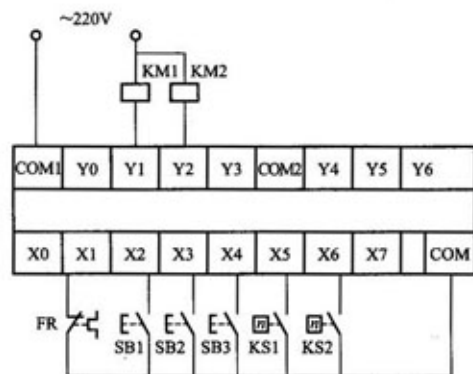 ~220V
KM1 KM2
COM1 Y0 Y1 Y2 Y3 COM2 Y4 Y5 Y6
X0 X1 X2 X3 X4 X5 X6 X7 COM
FR SB1 SB2 SB3 n KS1 n KS2